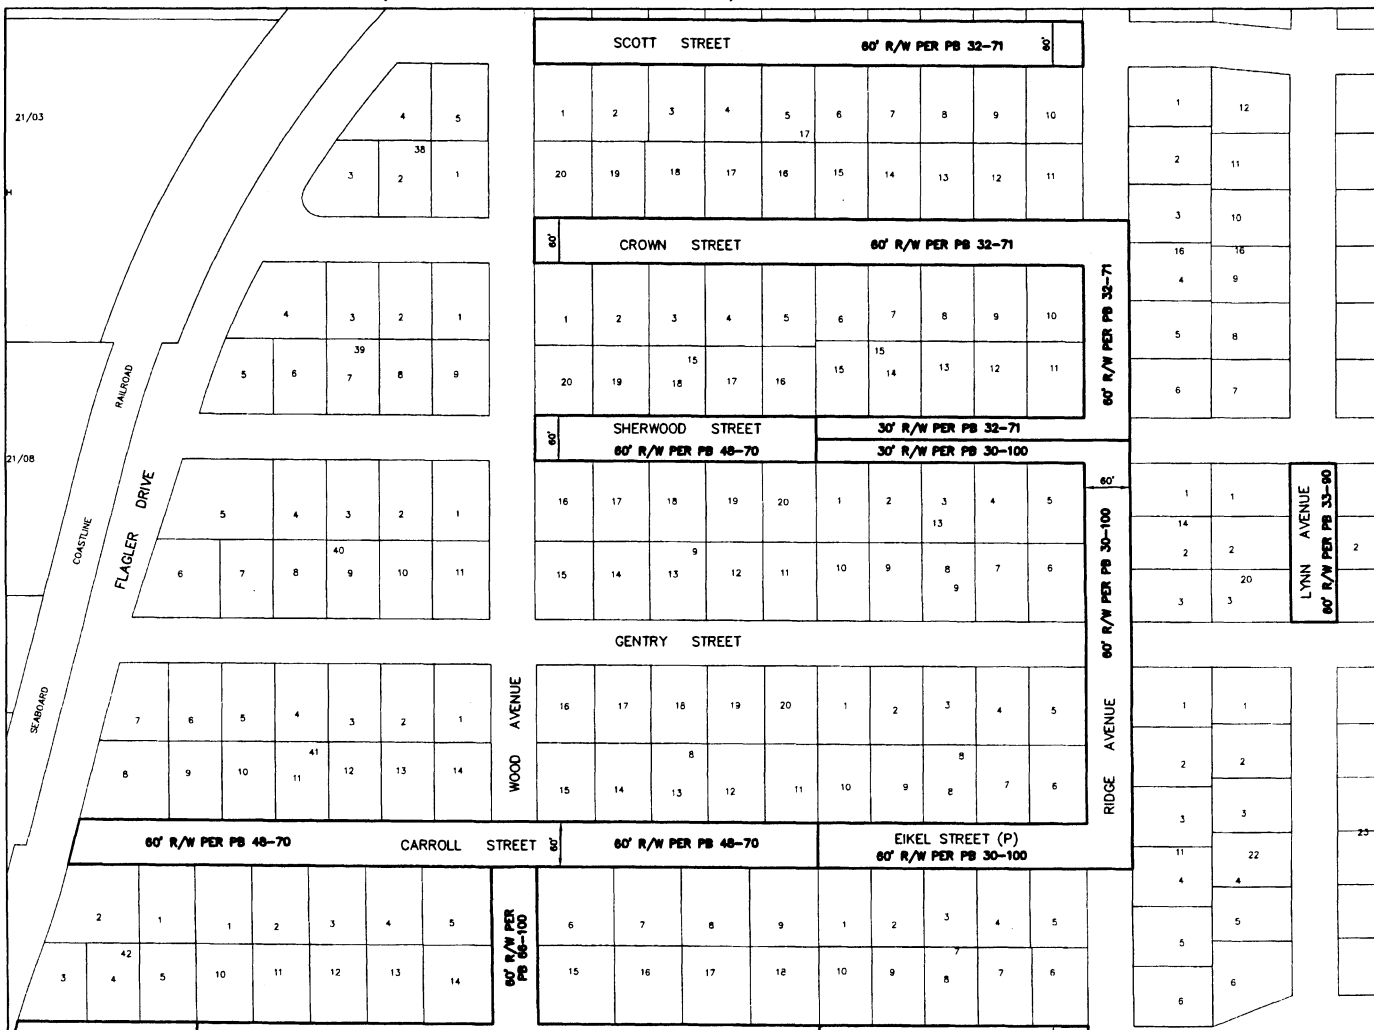 SCOTT STREET 60' R/W PER PB 32-71 60'
21/03
4 5
38
3 2 1
1 2 3 4 5 6 7 8 9 10
17
20 19 18 17 16 15 14 13 12 11
1 12
2 11
3 10
16 16
4 9
5 8
6 7
H
60' CROWN STREET 60' R/W PER PB 32-71
60' R/W PER PB 32-71
4 3 2 1
39
5 6 7 8 9
1 2 3 4 5 6 7 8 9 10
15 15
20 19 18 17 16 15 14 13 12 11
RAILROAD
60' SHERWOOD STREET
60' R/W PER PB 48-70
30' R/W PER PB 32-71
30' R/W PER PB 30-100
21/08
FLAGLER DRIVE
COASTLINE
5 4 3 2 1
40
6 7 8 9 10 11
16 17 18 19 20 1 2 3 4 5
13
9
15 14 13 12 11 10 9 8 7 6
9
60'
60' R/W PER PB 30-100
1 1
14
2 2
20
3 3
LYNN AVENUE
60' R/W PER PB 33-90
2
GENTRY STREET
SEABOARD
7 6 5 4 3 2 1
41
8 9 10 11 12 13 14
WOOD AVENUE
16 17 18 19 20 1 2 3 4 5
8 8
15 14 13 12 11 10 9 8 7 6
RIDGE AVENUE
1 1
2 2
3 3
11 22
4 4
5 5
6 6
23
60' R/W PER PB 48-70 CARROLL STREET 60' 60' R/W PER PB 48-70
EIKEL STREET (P)
60' R/W PER PB 30-100
2 1 1 2 3 4 5
42
3 4 5 10 11 12 13 14
60' R/W PER
PB 66-100
6 7 8 9 1 2 3 4 5
7
15 16 17 18 10 9 8 7 6